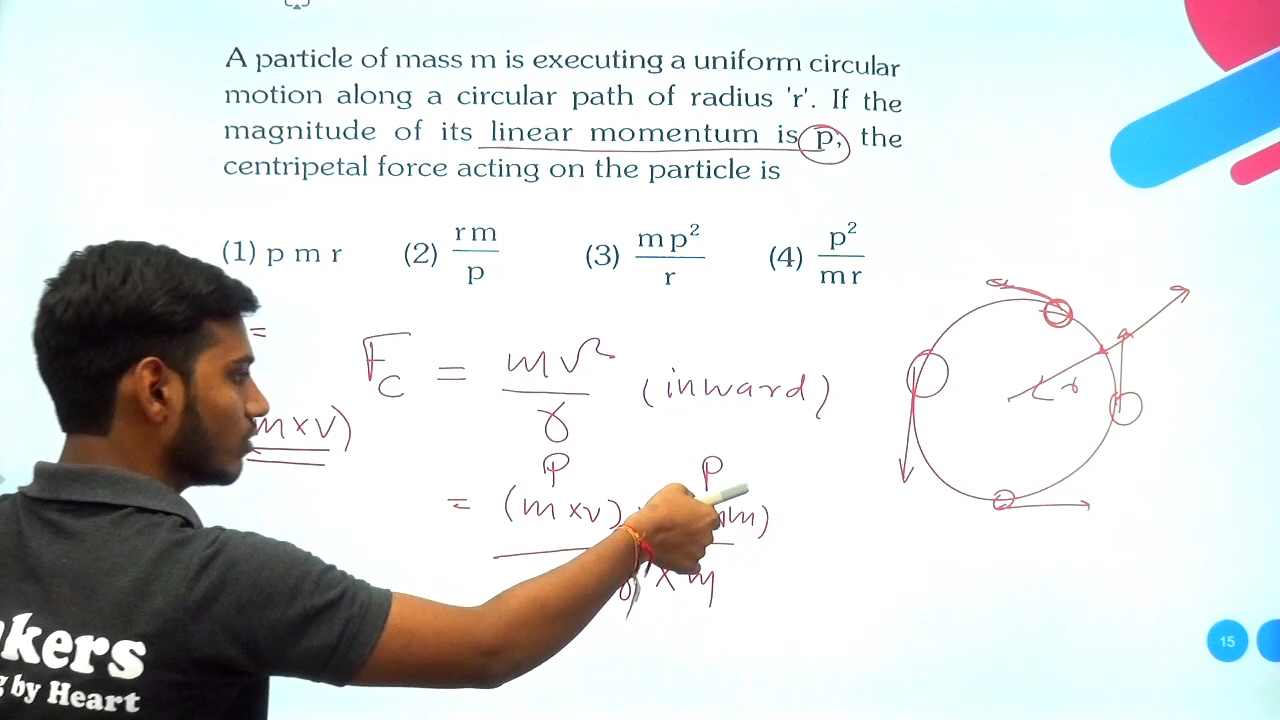 A particle of mass m is executing a uniform circular
motion along a circular path of radius 'r'. If the
magnitude of its linear momentum is p, the
centripetal force acting on the particle is
(1) p m r (2) rm/p (3) mp²/r (4) p²/mr
=
F_C = mv²/r (inward)
m×v)
P P
= (m×v) m)
r × m
r
kers
by Heart
15